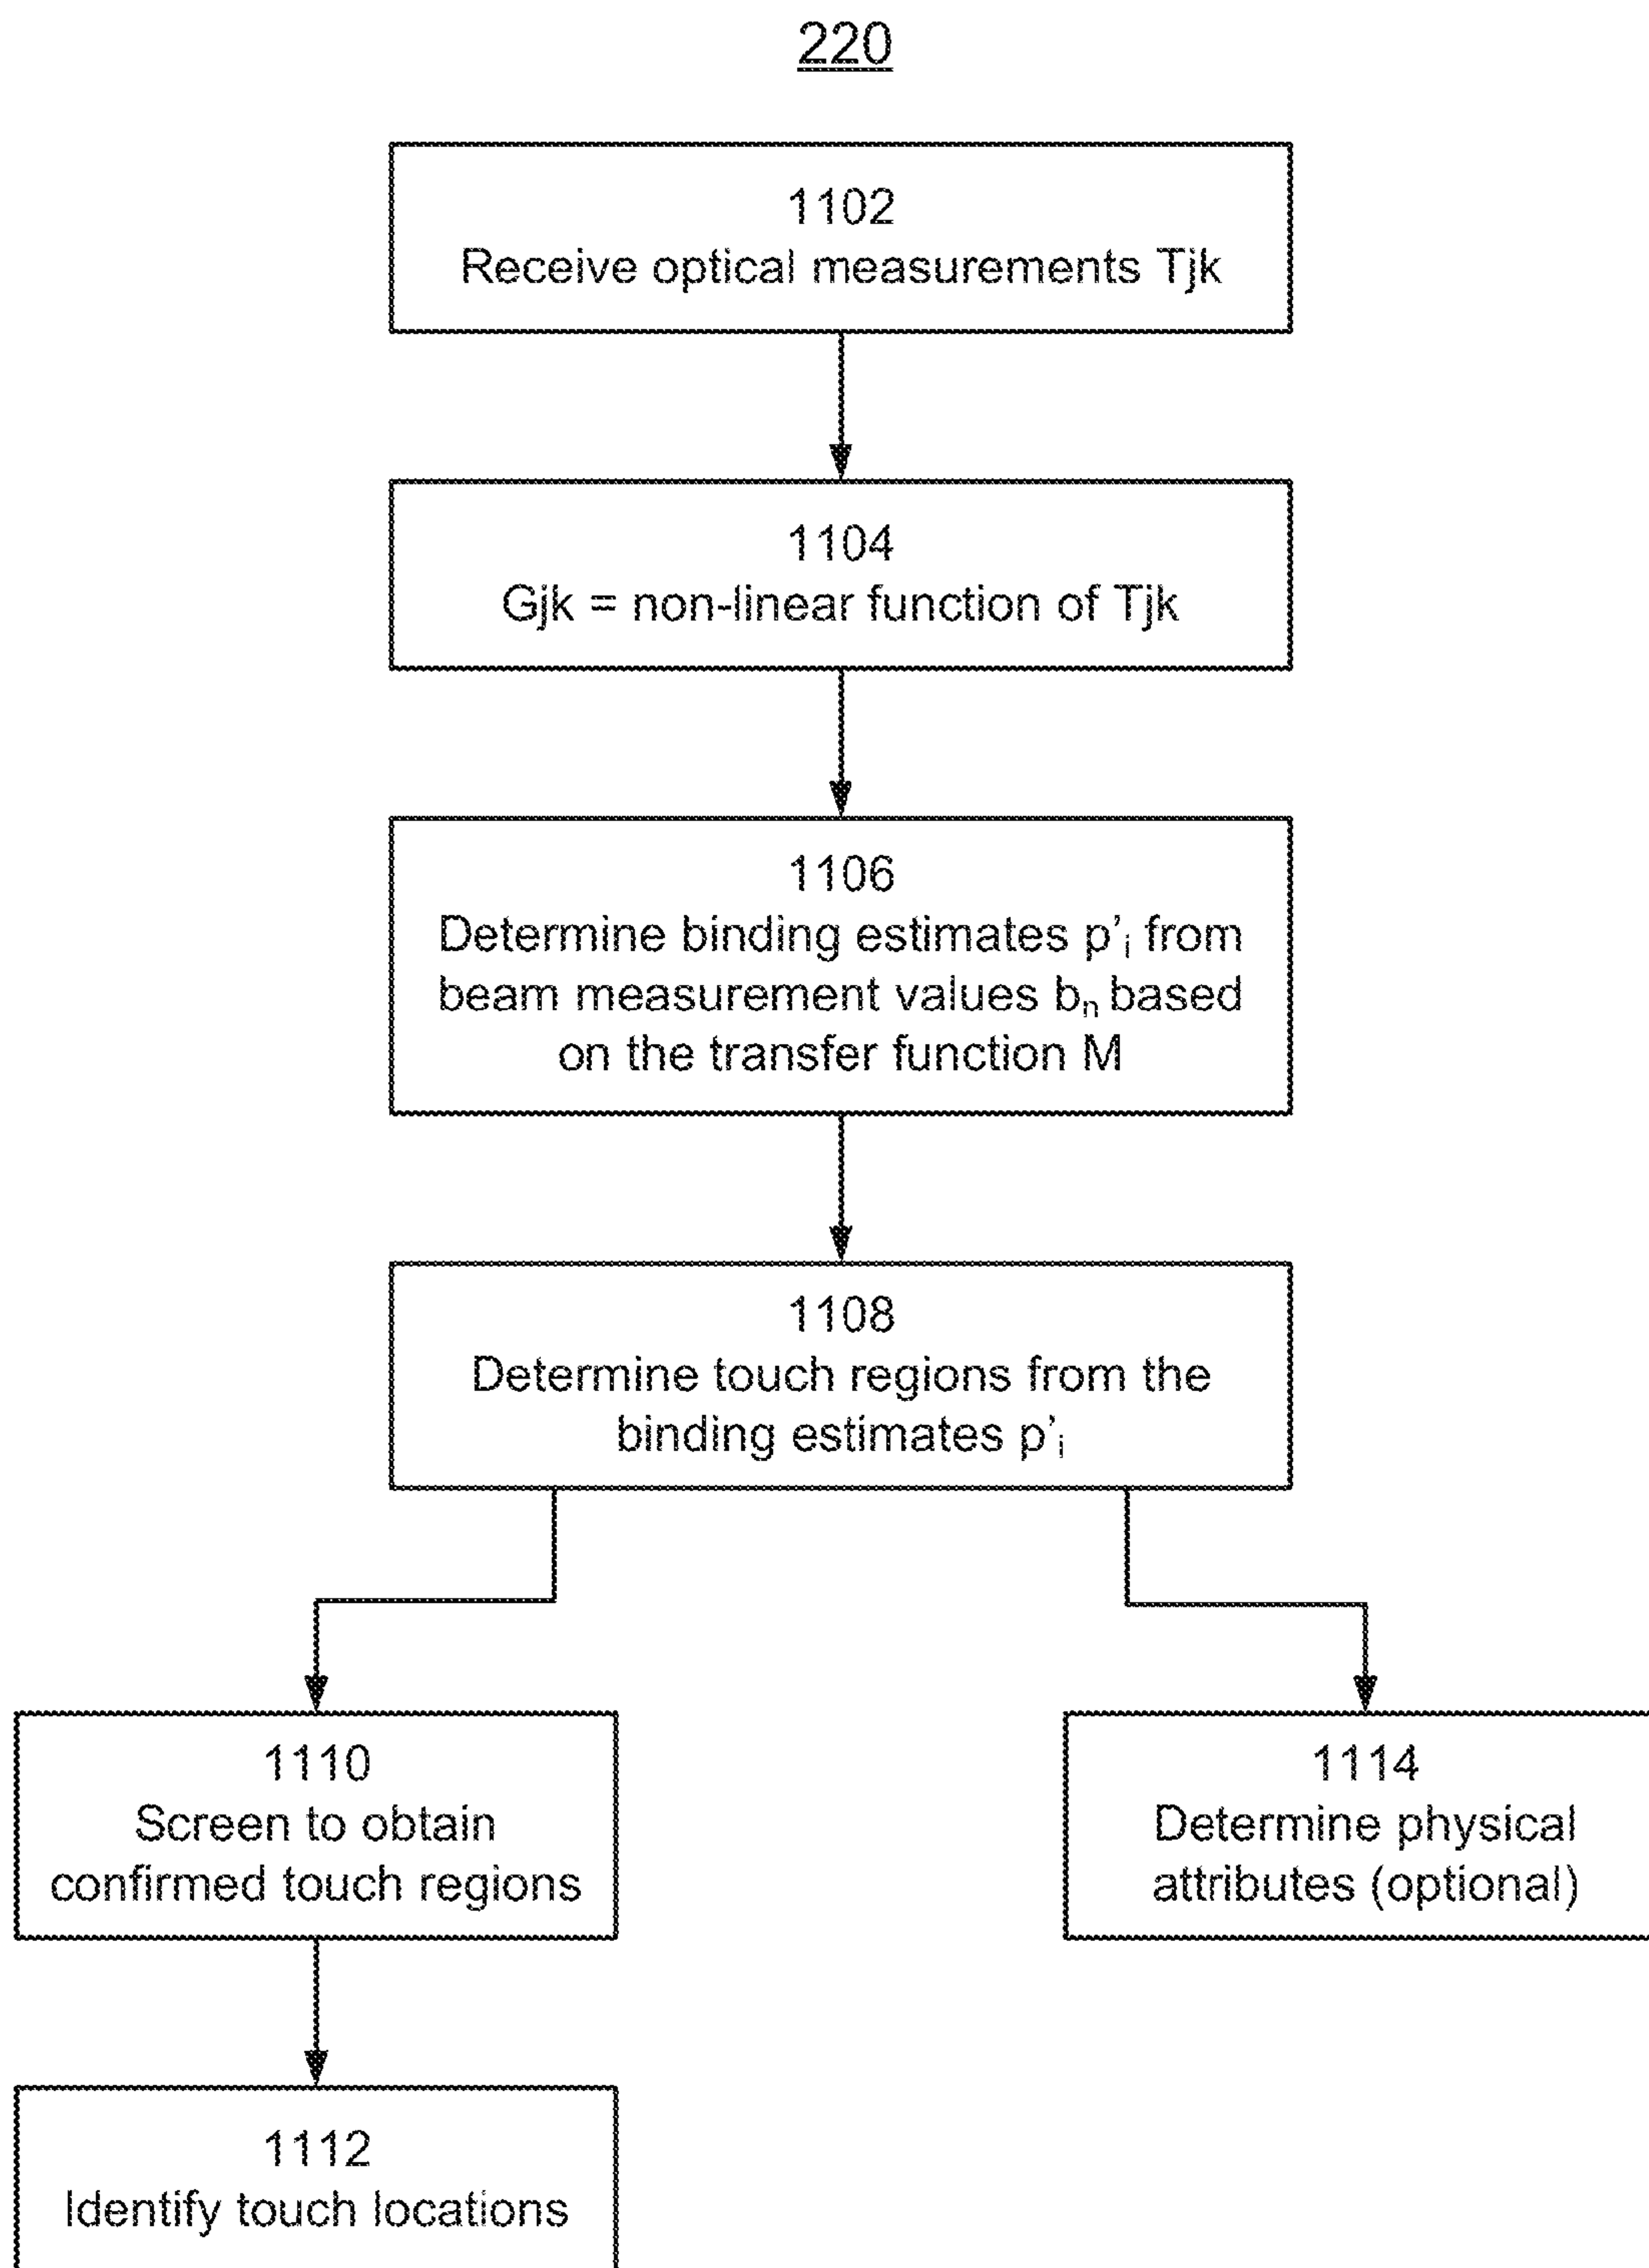 220
1102
Receive optical measurements Tjk
1104
Gjk = non-linear function of Tjk
1106
Determine binding estimates p’ᵢ from
beam measurement values bₙ based
on the transfer function M
1108
Determine touch regions from the
binding estimates p’ᵢ
1110
Screen to obtain
confirmed touch regions
1114
Determine physical
attributes (optional)
1112
Identify touch locations